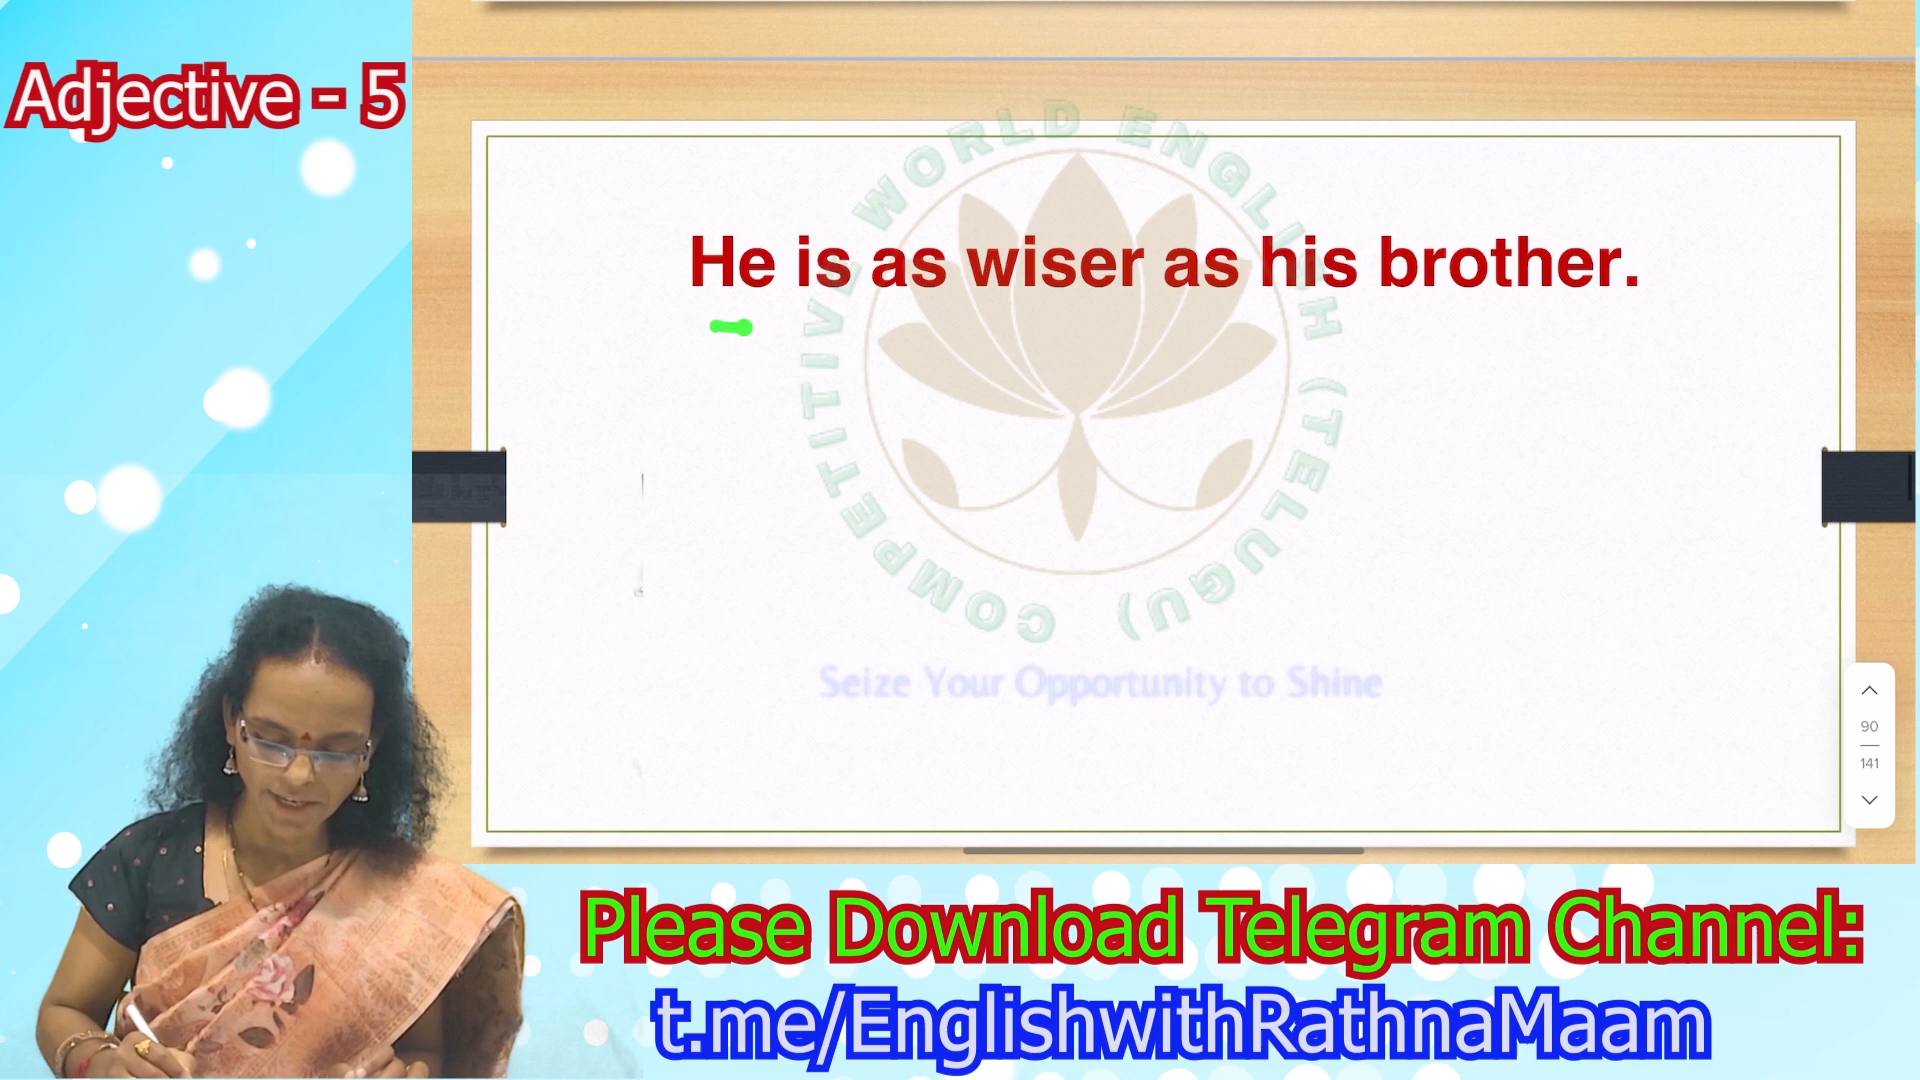 Adjective - 5
He is as wiser as his brother.
COMPETITIVE WORLD ENGLISH (TELUGU)
Seize Your Opportunity to Shine
90
141
Please Download Telegram Channel:
t.me/EnglishwithRathnaMaam